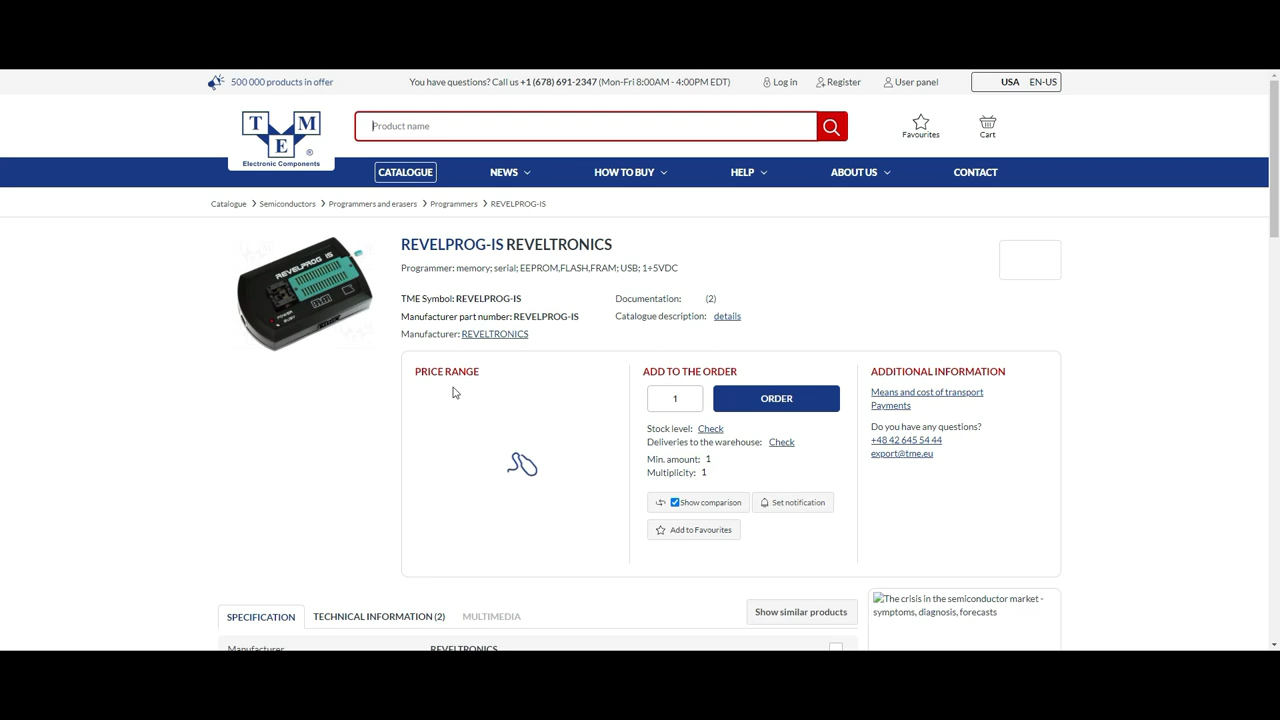 500 000 products in offer
You have questions? Call us +1 (678) 691-2347 (Mon-Fri 8:00AM - 4:00PM EDT)
Log in
Register
User panel
USA EN-US
T M E ®
Electronic Components
Product name
Favourites
Cart
CATALOGUE
NEWS
HOW TO BUY
HELP
ABOUT US
CONTACT
Catalogue > Semiconductors > Programmers and erasers > Programmers > REVELPROG-IS
REVELPROG-IS REVELTRONICS
Programmer: memory; serial; EEPROM,FLASH,FRAM; USB; 1÷5VDC
REVELPROG IS
POWER
BUSY
TME Symbol: REVELPROG-IS
Manufacturer part number: REVELPROG-IS
Manufacturer: REVELTRONICS
Documentation: (2)
Catalogue description: details
PRICE RANGE
ADD TO THE ORDER
1
ORDER
Stock level: Check
Deliveries to the warehouse: Check
Min. amount: 1
Multiplicity: 1
Show comparison
Set notification
Add to Favourites
ADDITIONAL INFORMATION
Means and cost of transport
Payments
Do you have any questions?
+48 42 645 54 44
export@tme.eu
SPECIFICATION
TECHNICAL INFORMATION (2)
MULTIMEDIA
Show similar products
The crisis in the semiconductor market -
symptoms, diagnosis, forecasts
Manufacturer
REVELTRONICS